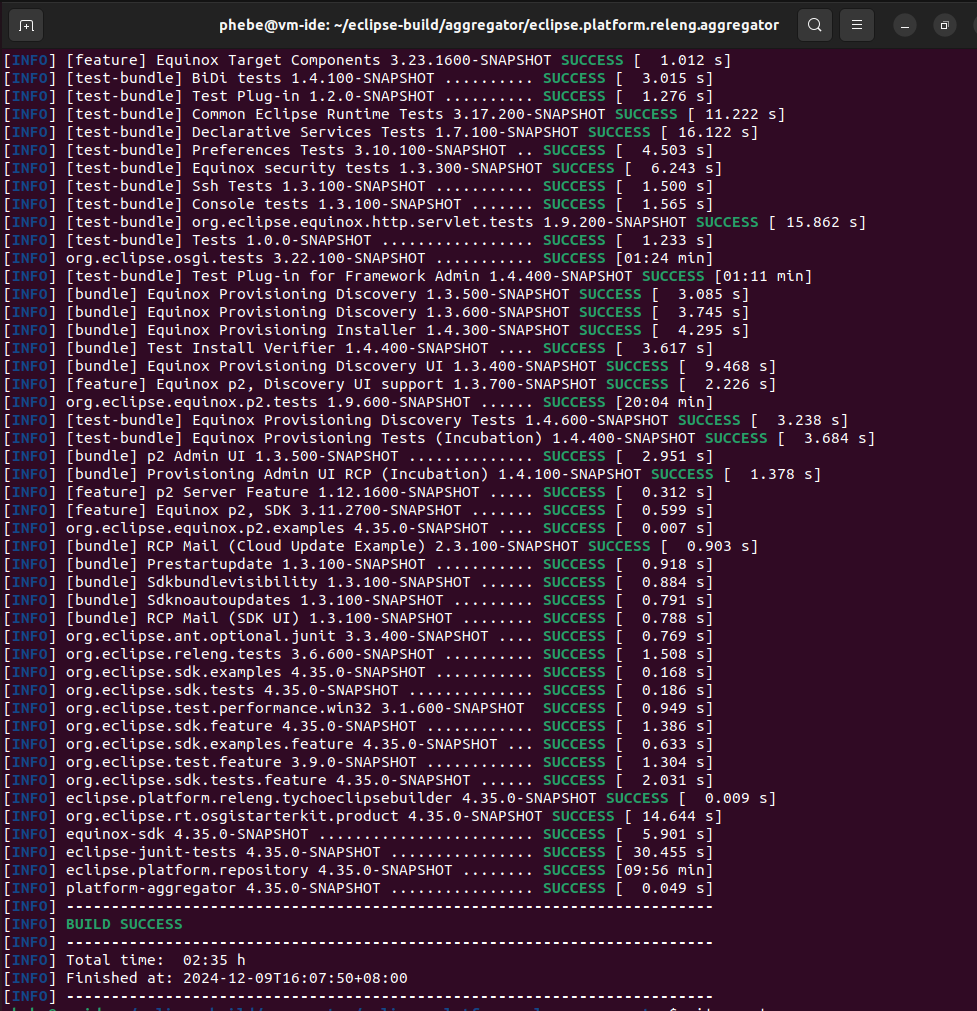 phebe@vm-ide: ~/eclipse-build/aggregator/eclipse.platform.releng.aggregator
[INFO] [feature] Equinox Target Components 3.23.1600-SNAPSHOT SUCCESS [  1.012 s]
[INFO] [test-bundle] BiDi tests 1.4.100-SNAPSHOT .......... SUCCESS [  3.015 s]
[INFO] [test-bundle] Test Plug-in 1.2.0-SNAPSHOT .......... SUCCESS [  1.276 s]
[INFO] [test-bundle] Common Eclipse Runtime Tests 3.17.200-SNAPSHOT SUCCESS [ 11.222 s]
[INFO] [test-bundle] Declarative Services Tests 1.7.100-SNAPSHOT SUCCESS [ 16.122 s]
[INFO] [test-bundle] Preferences Tests 3.10.100-SNAPSHOT .. SUCCESS [  4.503 s]
[INFO] [test-bundle] Equinox security tests 1.3.300-SNAPSHOT SUCCESS [  6.243 s]
[INFO] [test-bundle] Ssh Tests 1.3.100-SNAPSHOT ........... SUCCESS [  1.500 s]
[INFO] [test-bundle] Console tests 1.3.100-SNAPSHOT ....... SUCCESS [  1.565 s]
[INFO] [test-bundle] org.eclipse.equinox.http.servlet.tests 1.9.200-SNAPSHOT SUCCESS [ 15.862 s]
[INFO] [test-bundle] Tests 1.0.0-SNAPSHOT ................. SUCCESS [  1.233 s]
[INFO] org.eclipse.osgi.tests 3.22.100-SNAPSHOT ........... SUCCESS [01:24 min]
[INFO] [test-bundle] Test Plug-in for Framework Admin 1.4.400-SNAPSHOT SUCCESS [01:11 min]
[INFO] [bundle] Equinox Provisioning Discovery 1.3.500-SNAPSHOT SUCCESS [  3.085 s]
[INFO] [bundle] Equinox Provisioning Discovery 1.3.600-SNAPSHOT SUCCESS [  3.745 s]
[INFO] [bundle] Equinox Provisioning Installer 1.4.300-SNAPSHOT SUCCESS [  4.295 s]
[INFO] [bundle] Test Install Verifier 1.4.400-SNAPSHOT .... SUCCESS [  3.617 s]
[INFO] [bundle] Equinox Provisioning Discovery UI 1.3.400-SNAPSHOT SUCCESS [  9.468 s]
[INFO] [feature] Equinox p2, Discovery UI support 1.3.700-SNAPSHOT SUCCESS [  2.226 s]
[INFO] org.eclipse.equinox.p2.tests 1.9.600-SNAPSHOT ...... SUCCESS [20:04 min]
[INFO] [test-bundle] Equinox Provisioning Discovery Tests 1.4.600-SNAPSHOT SUCCESS [  3.238 s]
[INFO] [test-bundle] Equinox Provisioning Tests (Incubation) 1.4.400-SNAPSHOT SUCCESS [  3.684 s]
[INFO] [bundle] p2 Admin UI 1.3.500-SNAPSHOT .............. SUCCESS [  2.951 s]
[INFO] [bundle] Provisioning Admin UI RCP (Incubation) 1.4.100-SNAPSHOT SUCCESS [  1.378 s]
[INFO] [feature] p2 Server Feature 1.12.1600-SNAPSHOT ..... SUCCESS [  0.312 s]
[INFO] [feature] Equinox p2, SDK 3.11.2700-SNAPSHOT ....... SUCCESS [  0.599 s]
[INFO] org.eclipse.equinox.p2.examples 4.35.0-SNAPSHOT .... SUCCESS [  0.007 s]
[INFO] [bundle] RCP Mail (Cloud Update Example) 2.3.100-SNAPSHOT SUCCESS [  0.903 s]
[INFO] [bundle] Prestartupdate 1.3.100-SNAPSHOT ........... SUCCESS [  0.918 s]
[INFO] [bundle] Sdkbundlevisibility 1.3.100-SNAPSHOT ...... SUCCESS [  0.884 s]
[INFO] [bundle] Sdknoautoupdates 1.3.100-SNAPSHOT ......... SUCCESS [  0.791 s]
[INFO] [bundle] RCP Mail (SDK UI) 1.3.100-SNAPSHOT ........ SUCCESS [  0.788 s]
[INFO] org.eclipse.ant.optional.junit 3.3.400-SNAPSHOT .... SUCCESS [  0.769 s]
[INFO] org.eclipse.releng.tests 3.6.600-SNAPSHOT .......... SUCCESS [  1.508 s]
[INFO] org.eclipse.sdk.examples 4.35.0-SNAPSHOT ........... SUCCESS [  0.168 s]
[INFO] org.eclipse.sdk.tests 4.35.0-SNAPSHOT .............. SUCCESS [  0.186 s]
[INFO] org.eclipse.test.performance.win32 3.1.600-SNAPSHOT  SUCCESS [  0.949 s]
[INFO] org.eclipse.sdk.feature 4.35.0-SNAPSHOT ............ SUCCESS [  1.386 s]
[INFO] org.eclipse.sdk.examples.feature 4.35.0-SNAPSHOT ... SUCCESS [  0.633 s]
[INFO] org.eclipse.test.feature 3.9.0-SNAPSHOT ............ SUCCESS [  1.304 s]
[INFO] org.eclipse.sdk.tests.feature 4.35.0-SNAPSHOT ...... SUCCESS [  2.031 s]
[INFO] eclipse.platform.releng.tychoeclipsebuilder 4.35.0-SNAPSHOT SUCCESS [  0.009 s]
[INFO] org.eclipse.rt.osgistarterkit.product 4.35.0-SNAPSHOT SUCCESS [ 14.644 s]
[INFO] equinox-sdk 4.35.0-SNAPSHOT ........................ SUCCESS [  5.901 s]
[INFO] eclipse-junit-tests 4.35.0-SNAPSHOT ................ SUCCESS [ 30.455 s]
[INFO] eclipse.platform.repository 4.35.0-SNAPSHOT ........ SUCCESS [09:56 min]
[INFO] platform-aggregator 4.35.0-SNAPSHOT ................ SUCCESS [  0.049 s]
[INFO] ------------------------------------------------------------------------
[INFO] BUILD SUCCESS
[INFO] ------------------------------------------------------------------------
[INFO] Total time:  02:35 h
[INFO] Finished at: 2024-12-09T16:07:50+08:00
[INFO] ------------------------------------------------------------------------